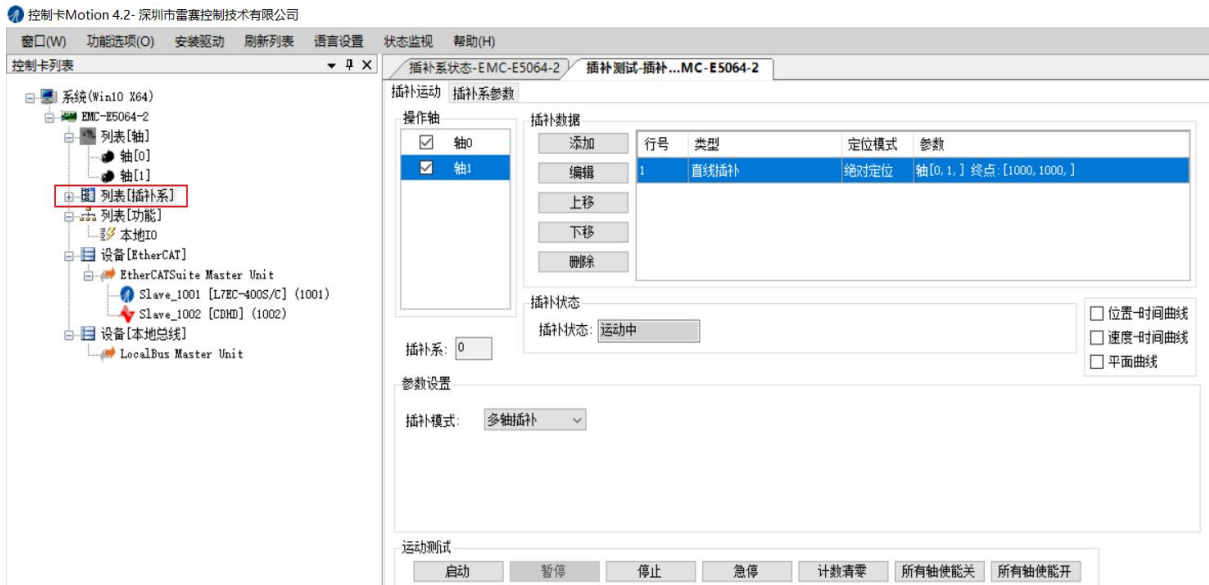 控制卡Motion 4.2- 深圳市雷赛控制技术有限公司
窗口(W) 功能选项(O) 安装驱动 刷新列表 语言设置 状态监视 帮助(H)
控制卡列表
系统(Win10 X64)
EMC-E5064-2
列表[轴]
轴[0]
轴[1]
列表[插补系]
列表[功能]
本地IO
设备[EtherCAT]
EtherCATSuite Master Unit
Slave_1001 [L7EC-400S/C] (1001)
Slave_1002 [CDHD] (1002)
设备[本地总线]
LocalBus Master Unit
插补系状态-EMC-E5064-2 插补测试-插补...MC-E5064-2
插补运动 插补系参数
操作轴
轴0
轴1
插补系: 0
插补数据
添加
编辑
上移
下移
删除
行号 类型 定位模式 参数
1 直线插补 绝对定位 轴[0,1,] 终点:[1000,1000,]
插补状态
插补状态: 运动中
位置-时间曲线
速度-时间曲线
平面曲线
参数设置
插补模式: 多轴插补
运动测试
启动 暂停 停止 急停 计数清零 所有轴使能关 所有轴使能开